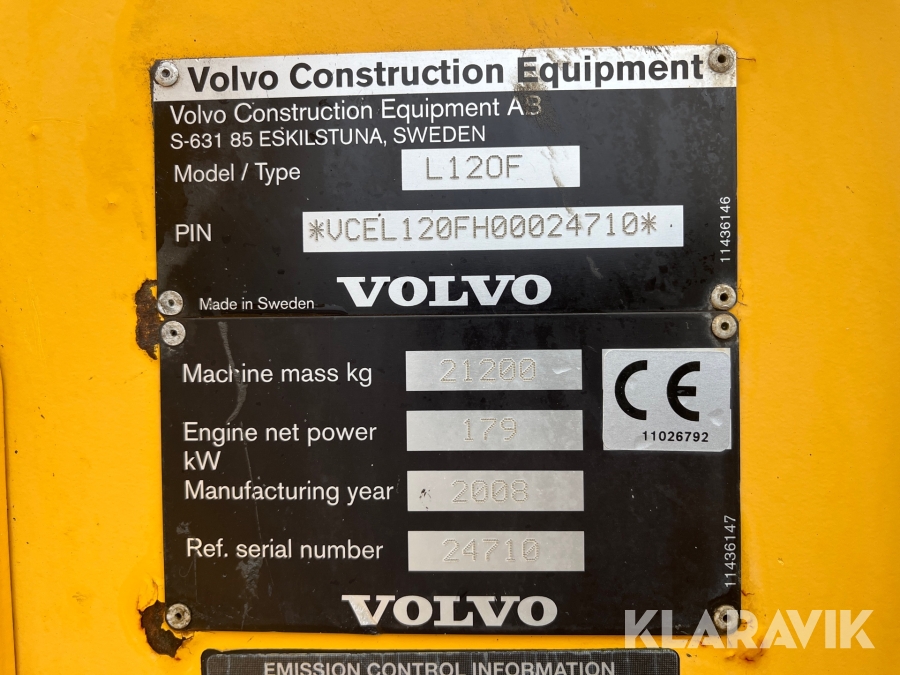 Volvo Construction Equipment
Volvo Construction Equipment AB
S-631 85 ESKILSTUNA, SWEDEN
Model / Type L120F
PIN *VCEL120FH00024710*
11436146
Made in Sweden VOLVO
Machine mass kg 21200
CE
11026792
Engine net power 179
kW
Manufacturing year 2008
Ref. serial number 24710
11436147
VOLVO
KLARAVIK
EMISSION CONTROL INFORMATION